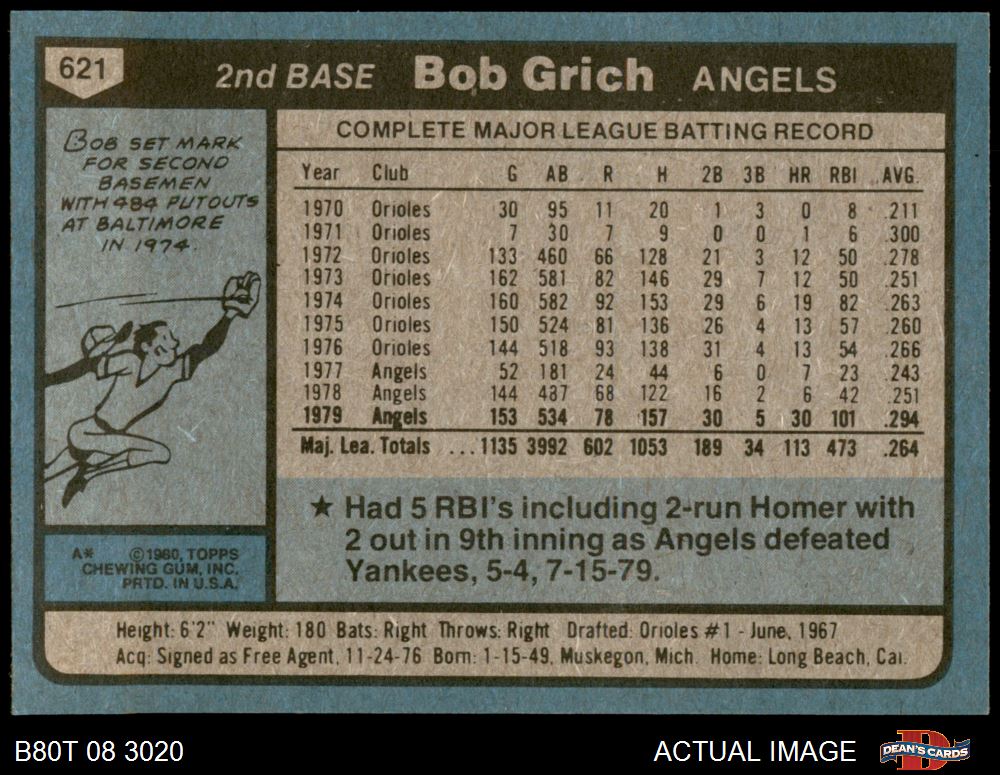 621
2nd BASE Bob Grich ANGELS
BOB SET MARK
FOR SECOND
BASEMEN
WITH 484 PUTOUTS
AT BALTIMORE
IN 1974.
COMPLETE MAJOR LEAGUE BATTING RECORD
Year Club G AB R H 2B 3B HR RBI AVG.
1970 Orioles 30 95 11 20 1 3 0 8 .211
1971 Orioles 7 30 7 9 0 0 1 6 .300
1972 Orioles 133 460 66 128 21 3 12 50 .278
1973 Orioles 162 581 82 146 29 7 12 50 .251
1974 Orioles 160 582 92 153 29 6 19 82 .263
1975 Orioles 150 524 81 136 26 4 13 57 .260
1976 Orioles 144 518 93 138 31 4 13 54 .266
1977 Angels 52 181 24 44 6 0 7 23 .243
1978 Angels 144 487 68 122 16 2 6 42 .251
1979 Angels 153 534 78 157 30 5 30 101 .294
Maj. Lea. Totals ...1135 3992 602 1053 189 34 113 473 .264
★ Had 5 RBI's including 2-run Homer with
2 out in 9th inning as Angels defeated
Yankees, 5-4, 7-15-79.
A* ©1980, TOPPS
CHEWING GUM, INC.
PRTD. IN U.S.A.
Height: 6'2" Weight: 180 Bats: Right Throws: Right Drafted: Orioles #1 - June, 1967
Acq: Signed as Free Agent, 11-24-76 Born: 1-15-49, Muskegon, Mich. Home: Long Beach, Cal.
B80T 08 3020 ACTUAL IMAGE DEAN'S CARDS